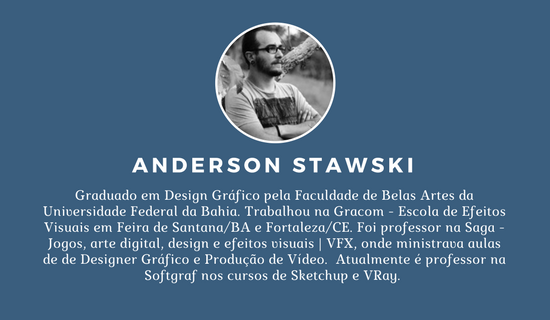 ANDERSON STAWSKI
Graduado em Design Gráfico pela Faculdade de Belas Artes da
Universidade Federal da Bahia. Trabalhou na Gracom - Escola de Efeitos
Visuais em Feira de Santana/BA e Fortaleza/CE. Foi professor na Saga -
Jogos, arte digital, design e efeitos visuais | VFX, onde ministrava aulas
de de Designer Gráfico e Produção de Vídeo. Atualmente é professor na
Softgraf nos cursos de Sketchup e VRay.